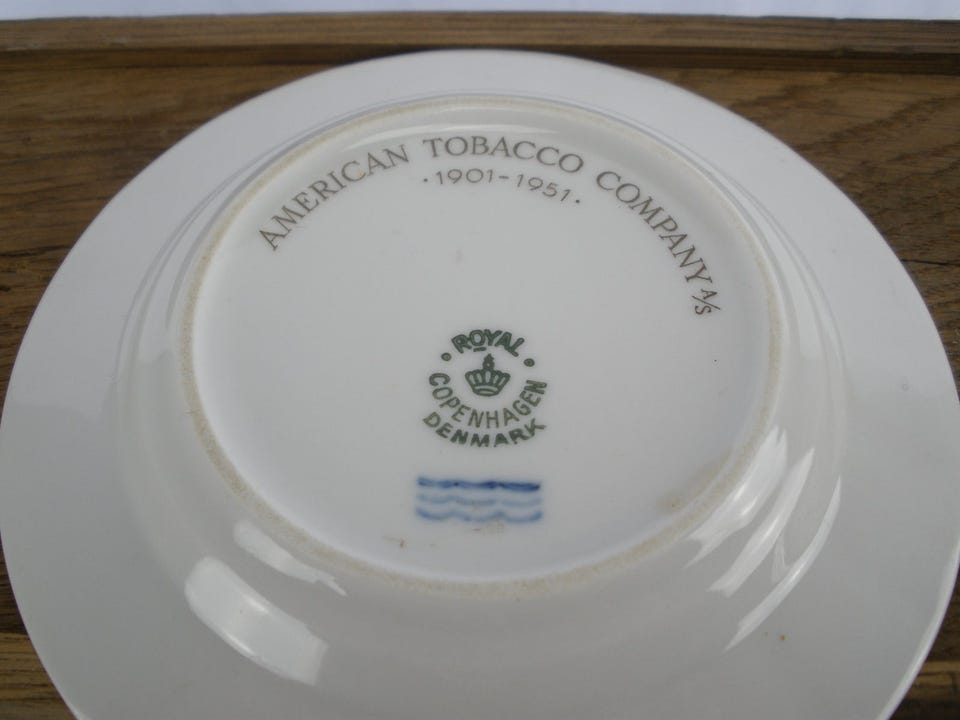 AMERICAN TOBACCO COMPANY A/S
·1901-1951·
· ROYAL ·
COPENHAGEN
DENMARK